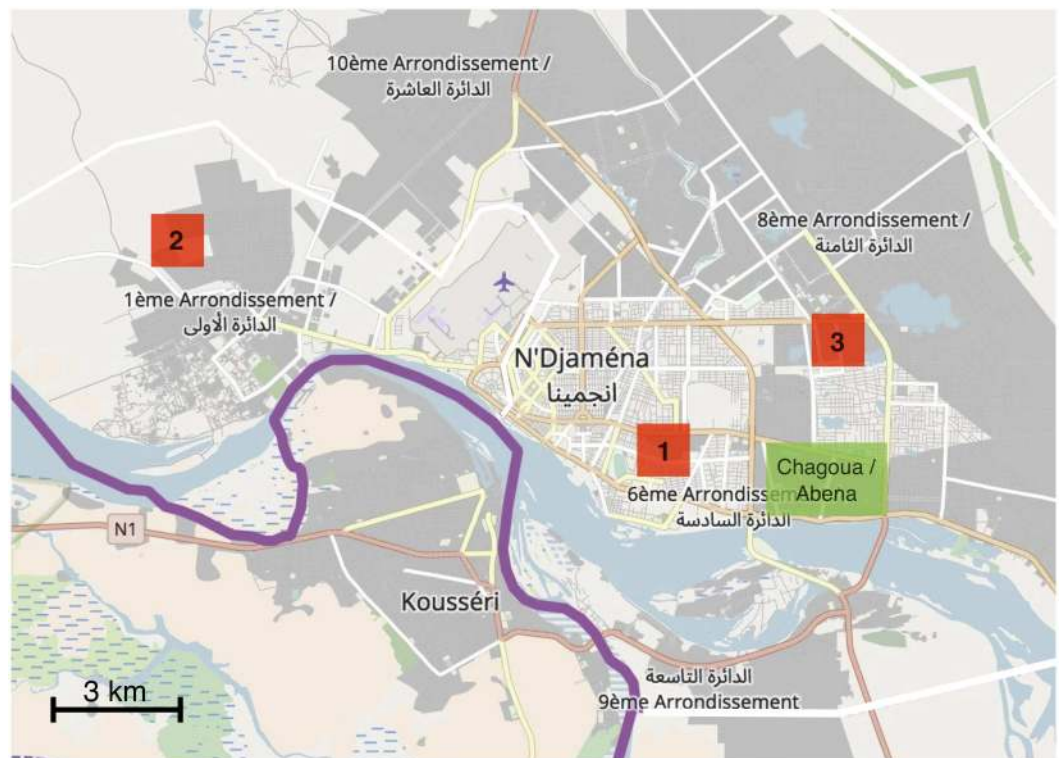 10ème Arrondissement /
الدائرة العاشرة
8ème Arrondissement /
الدائرة الثامنة
2
1ème Arrondissement /
الدائرة الأولى
3
N'Djaména
انجمينا
1
Chagoua /
Abena
6ème Arrondissem
الدائرة السادسة
N1
Kousséri
الدائرة التاسعة
9ème Arrondissement
3 km